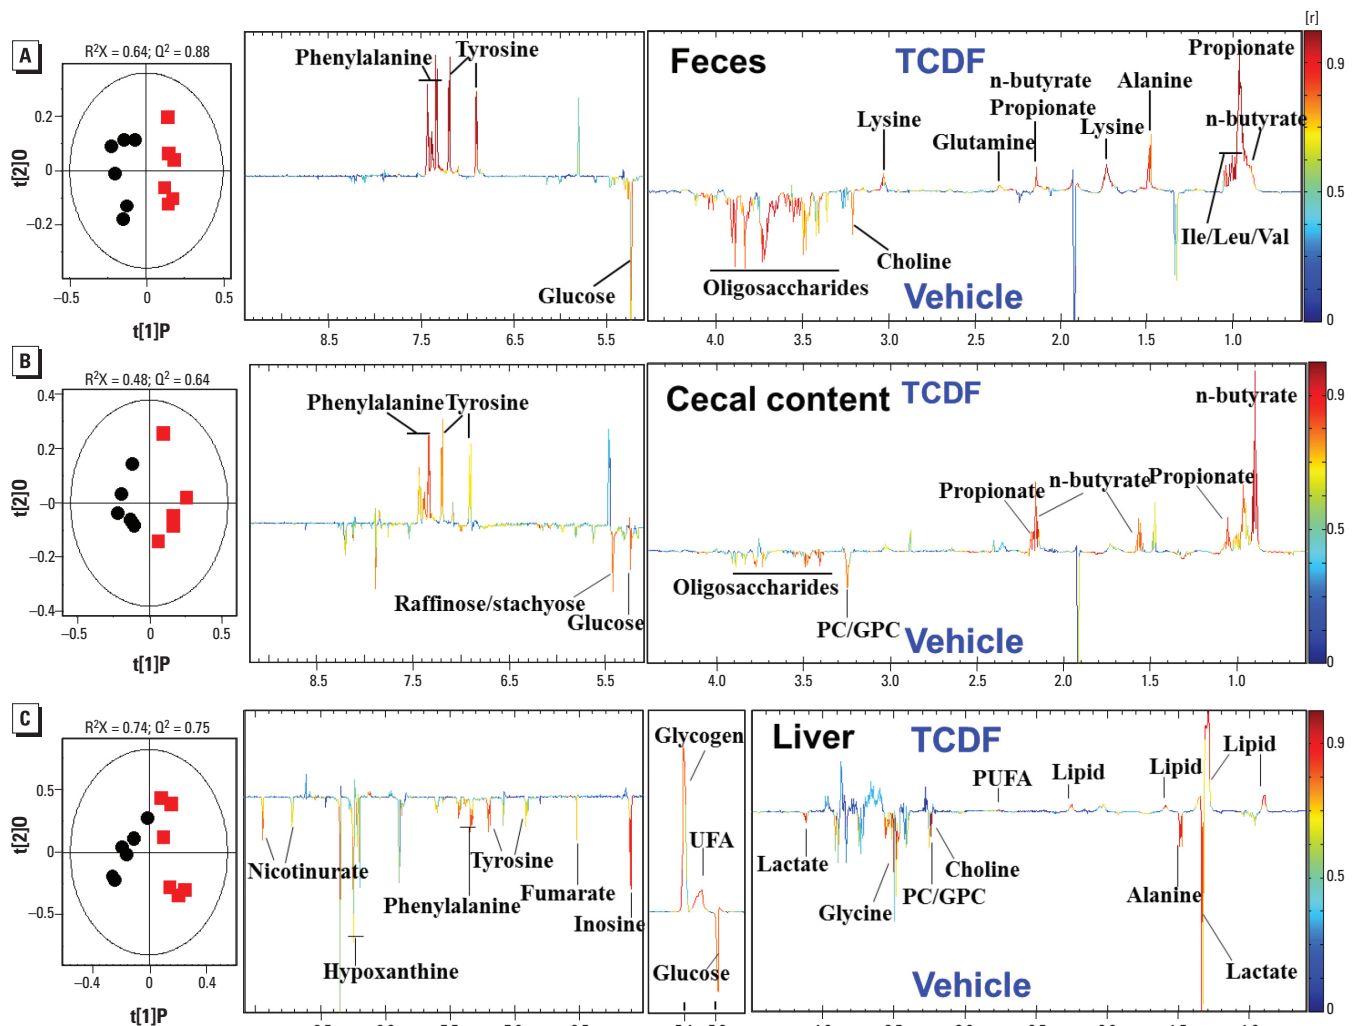 A
R²X = 0.64; Q² = 0.88
t[2]O
0.2
0
−0.2
−0.5
0
0.5
t[1]P
Phenylalanine
Tyrosine
Glucose
8.5
7.5
6.5
5.5
Feces
TCDF
Vehicle
Lysine
Glutamine
n-butyrate
Propionate
Lysine
Alanine
Propionate
n-butyrate
Ile/Leu/Val
Choline
Oligosaccharides
4.0
3.5
3.0
2.5
2.0
1.5
1.0
[r]
0.9
0.5
0
B
R²X = 0.48; Q² = 0.64
t[2]O
0.4
0.2
−0
−0.2
−0.4
−0.5
0
0.5
t[1]P
Phenylalanine
Tyrosine
Raffinose/stachyose
Glucose
8.5
7.5
6.5
5.5
Cecal content
TCDF
Vehicle
n-butyrate
Propionate
n-butyrate
Propionate
Oligosaccharides
PC/GPC
4.0
3.5
3.0
2.5
2.0
1.5
1.0
0.9
0.5
0
C
R²X = 0.74; Q² = 0.75
t[2]O
0.5
0
−0.5
−0.4
0
0.4
t[1]P
Nicotinurate
Hypoxanthine
Phenylalanine
Tyrosine
Fumarate
Inosine
Glycogen
UFA
Glucose
Liver
TCDF
Vehicle
PUFA
Lipid
Lipid
Lipid
Lactate
Glycine
PC/GPC
Choline
Alanine
Lactate
0.9
0.5
0